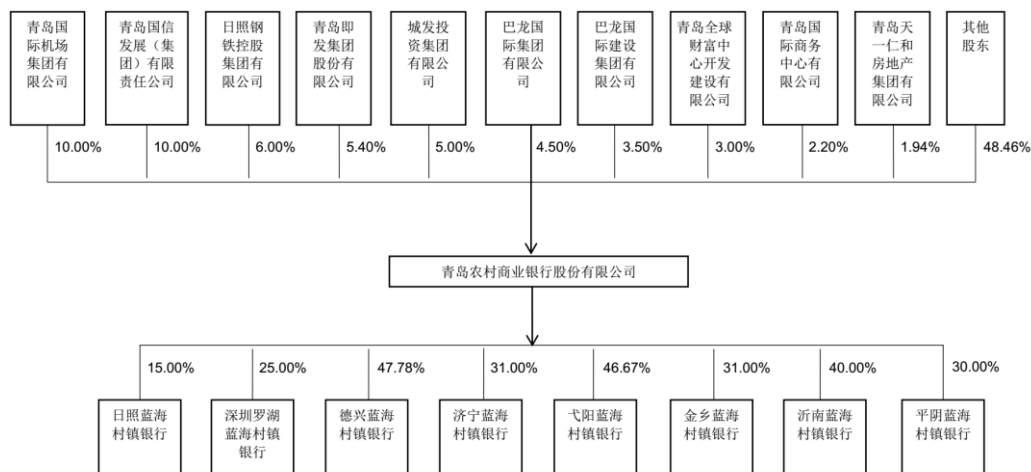 青岛国
际机场
集团有
限公司
青岛国信
发展（集
团）有限
责任公司
日照钢
铁控股
集团有
限公司
青岛即
发集团
股份有
限公司
城发投
资集团
有限公
司
巴龙国
际集团
有限公
司
巴龙国
际建设
集团有
限公司
青岛全球
财富中
心开发
建设有
限公司
青岛国
际商务
中心有
限公司
青岛天
一仁和
房地产
集团有
限公司
其他
股东
10.00%
10.00%
6.00%
5.40%
5.00%
4.50%
3.50%
3.00%
2.20%
1.94%
48.46%
青岛农村商业银行股份有限公司
15.00%
25.00%
47.78%
31.00%
46.67%
31.00%
40.00%
30.00%
日照蓝海
村镇银行
深圳罗湖
蓝海村镇
银行
德兴蓝海
村镇银行
济宁蓝海
村镇银行
弋阳蓝海
村镇银行
金乡蓝海
村镇银行
沂南蓝海
村镇银行
平阴蓝海
村镇银行